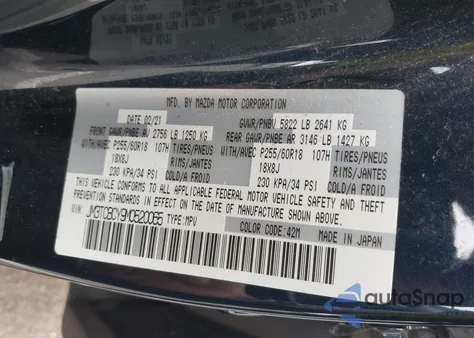 MFD. BY MAZDA MOTOR CORPORATION
DATE 02/21 GVWR/PNBV 5822 LB 2641 KG
FRONT GAWR/PNBE AV 2756 LB 1250 KG REAR GAWR/PNBE AR 3146 LB 1427 KG
WITH/AVEC P255/60R18 107H TIRES/PNEUS WITH/AVEC P255/60R18 107H TIRES/PNEUS
18X8J RIMS/JANTES 18X8J RIMS/JANTES
230 KPA/34 PSI COLD/A FROID 230 KPA/34 PSI COLD/A FROID
THIS VEHICLE CONFORMS TO ALL APPLICABLE FEDERAL MOTOR VEHICLE SAFETY AND THEFT
PREVENTION STANDARDS IN EFFECT ON THE DATE OF MANUFACTURE SHOWN ABOVE.
VIN: JM3TCBCY9M0520065 TYPE:MPV
COLOR CODE:42M MADE IN JAPAN
autoSnap